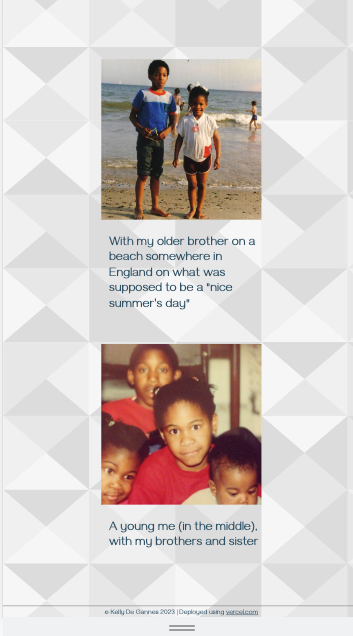 With my older brother on a
beach somewhere in
England on what was
supposed to be a "nice
summer's day"
A young me (in the middle),
with my brothers and sister
© Kelly De Gannes 2023 | Deployed using vercel.com